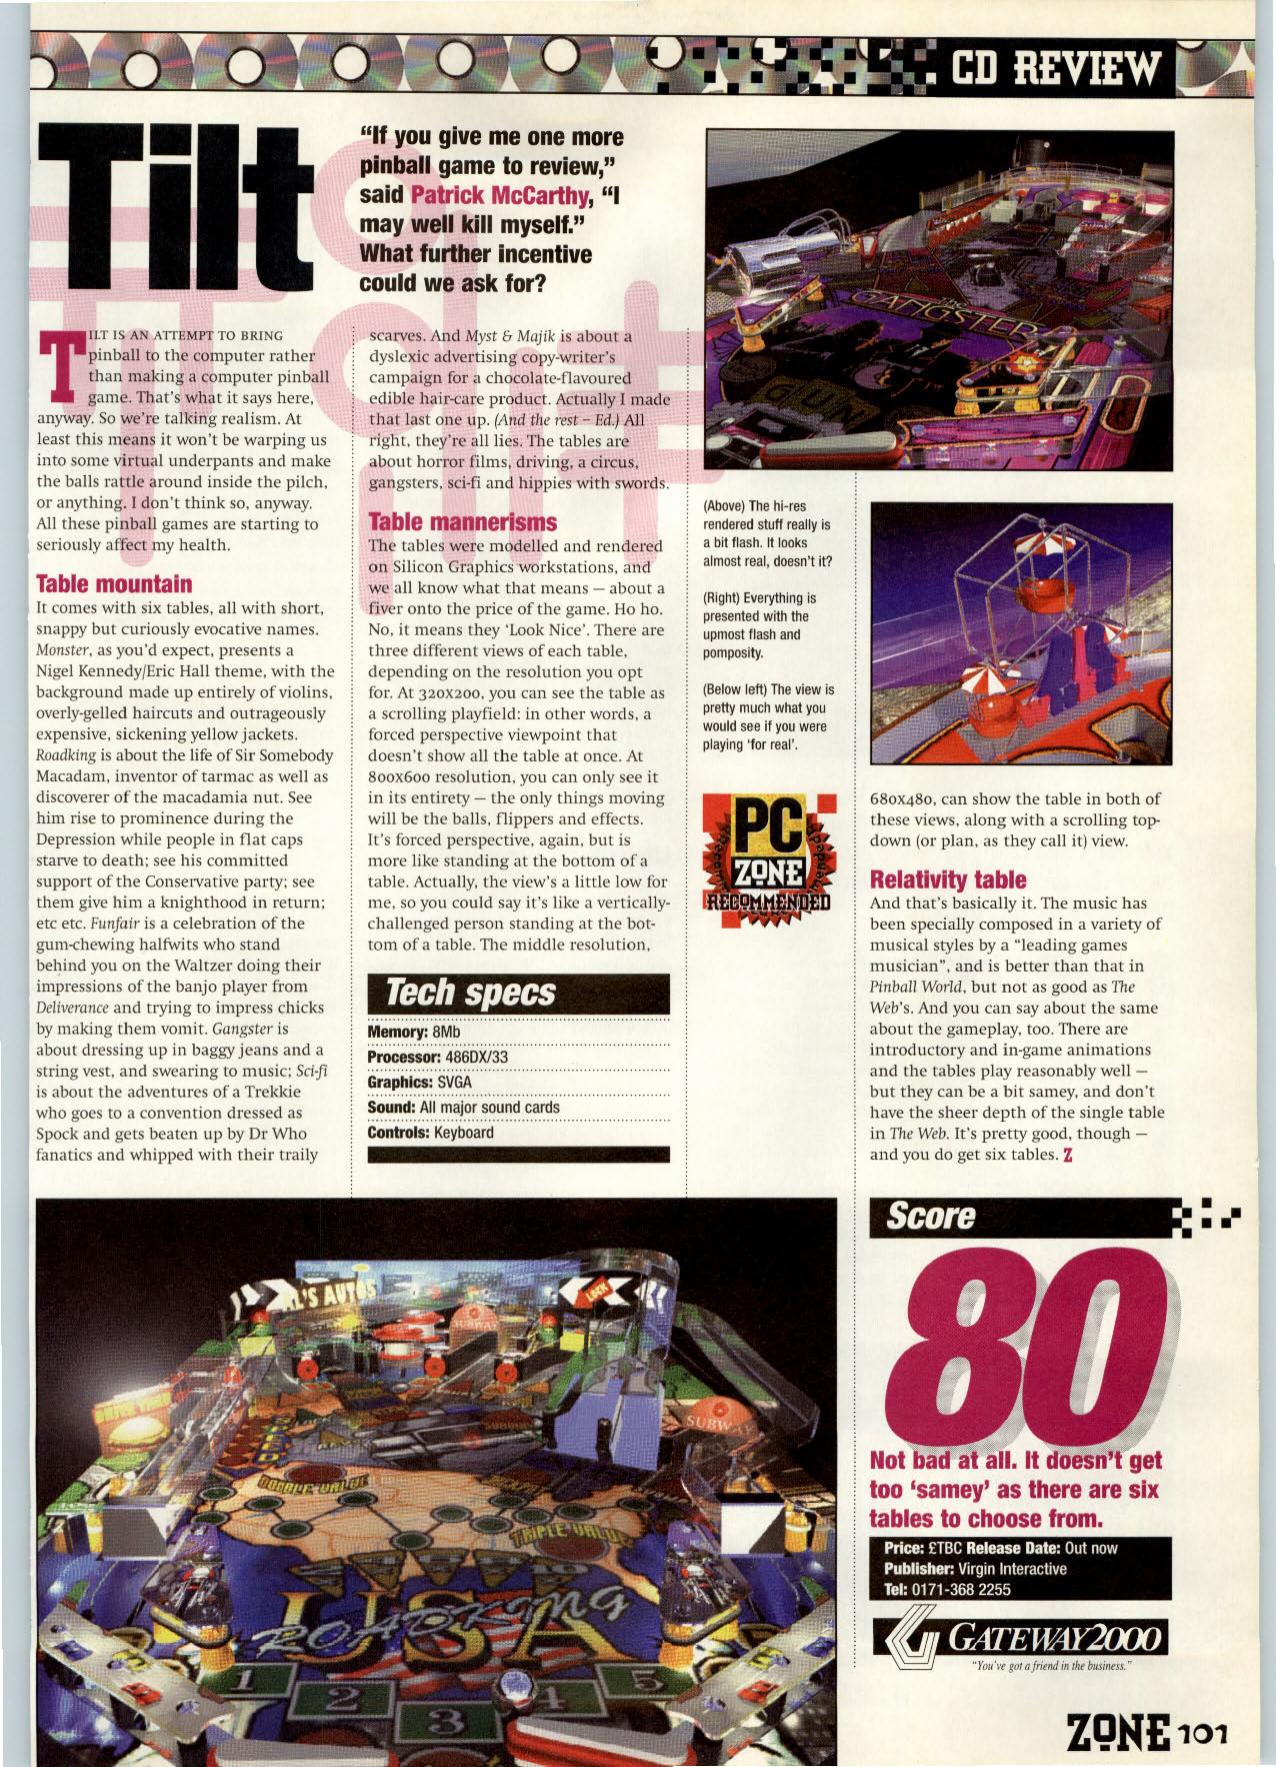 CD REVIEW
Tilt
"If you give me one more
pinball game to review,"
said Patrick McCarthy, "I
may well kill myself."
What further incentive
could we ask for?
TILT IS AN ATTEMPT TO BRING
pinball to the computer rather
than making a computer pinball
game. That's what it says here,
anyway. So we're talking realism. At
least this means it won't be warping us
into some virtual underpants and make
the balls rattle around inside the pilch,
or anything. I don't think so, anyway.
All these pinball games are starting to
seriously affect my health.
Table mountain
It comes with six tables, all with short,
snappy but curiously evocative names.
Monster, as you'd expect, presents a
Nigel Kennedy/Eric Hall theme, with the
background made up entirely of violins,
overly-gelled haircuts and outrageously
expensive, sickening yellow jackets.
Roadking is about the life of Sir Somebody
Macadam, inventor of tarmac as well as
discoverer of the macadamia nut. See
him rise to prominence during the
Depression while people in flat caps
starve to death; see his committed
support of the Conservative party; see
them give him a knighthood in return;
etc etc. Funfair is a celebration of the
gum-chewing halfwits who stand
behind you on the Waltzer doing their
impressions of the banjo player from
Deliverance and trying to impress chicks
by making them vomit. Gangster is
about dressing up in baggy jeans and a
string vest, and swearing to music; Sci-fi
is about the adventures of a Trekkie
who goes to a convention dressed as
Spock and gets beaten up by Dr Who
fanatics and whipped with their traily
scarves. And Myst & Majik is about a
dyslexic advertising copy-writer's
campaign for a chocolate-flavoured
edible hair-care product. Actually I made
that last one up. (And the rest – Ed.) All
right, they're all lies. The tables are
about horror films, driving, a circus,
gangsters, sci-fi and hippies with swords.
Table mannerisms
The tables were modelled and rendered
on Silicon Graphics workstations, and
we all know what that means — about a
fiver onto the price of the game. Ho ho.
No, it means they 'Look Nice'. There are
three different views of each table,
depending on the resolution you opt
for. At 320x200, you can see the table as
a scrolling playfield: in other words, a
forced perspective viewpoint that
doesn't show all the table at once. At
800x600 resolution, you can only see it
in its entirety — the only things moving
will be the balls, flippers and effects.
It's forced perspective, again, but is
more like standing at the bottom of a
table. Actually, the view's a little low for
me, so you could say it's like a vertically-
challenged person standing at the bot-
tom of a table. The middle resolution,
Tech specs
Memory: 8Mb
Processor: 486DX/33
Graphics: SVGA
Sound: All major sound cards
Controls: Keyboard
The
GANGSTER
GUN
(Above) The hi-res
rendered stuff really is
a bit flash. It looks
almost real, doesn't it?
(Right) Everything is
presented with the
upmost flash and
pomposity.
(Below left) The view is
pretty much what you
would see if you were
playing 'for real'.
PC
ZONE
RECOMMENDED
680x480, can show the table in both of
these views, along with a scrolling top-
down (or plan, as they call it) view.
Relativity table
And that's basically it. The music has
been specially composed in a variety of
musical styles by a "leading games
musician", and is better than that in
Pinball World, but not as good as The
Web's. And you can say about the same
about the gameplay, too. There are
introductory and in-game animations
and the tables play reasonably well —
but they can be a bit samey, and don't
have the sheer depth of the single table
in The Web. It's pretty good, though —
and you do get six tables. Z
AL'S AUTOS
LOCK
SUBWAY
DRIVE THRU
SUBWAY
DOUBLE VALUE
TRIPLE VALUE
10
USA
ROADKING
1
2
3
4
5
Score
80
Not bad at all. It doesn't get
too 'samey' as there are six
tables to choose from.
Price: £TBC Release Date: Out now
Publisher: Virgin Interactive
Tel: 0171-368 2255
GATEWAY2000
"You've got a friend in the business."
ZONE 101